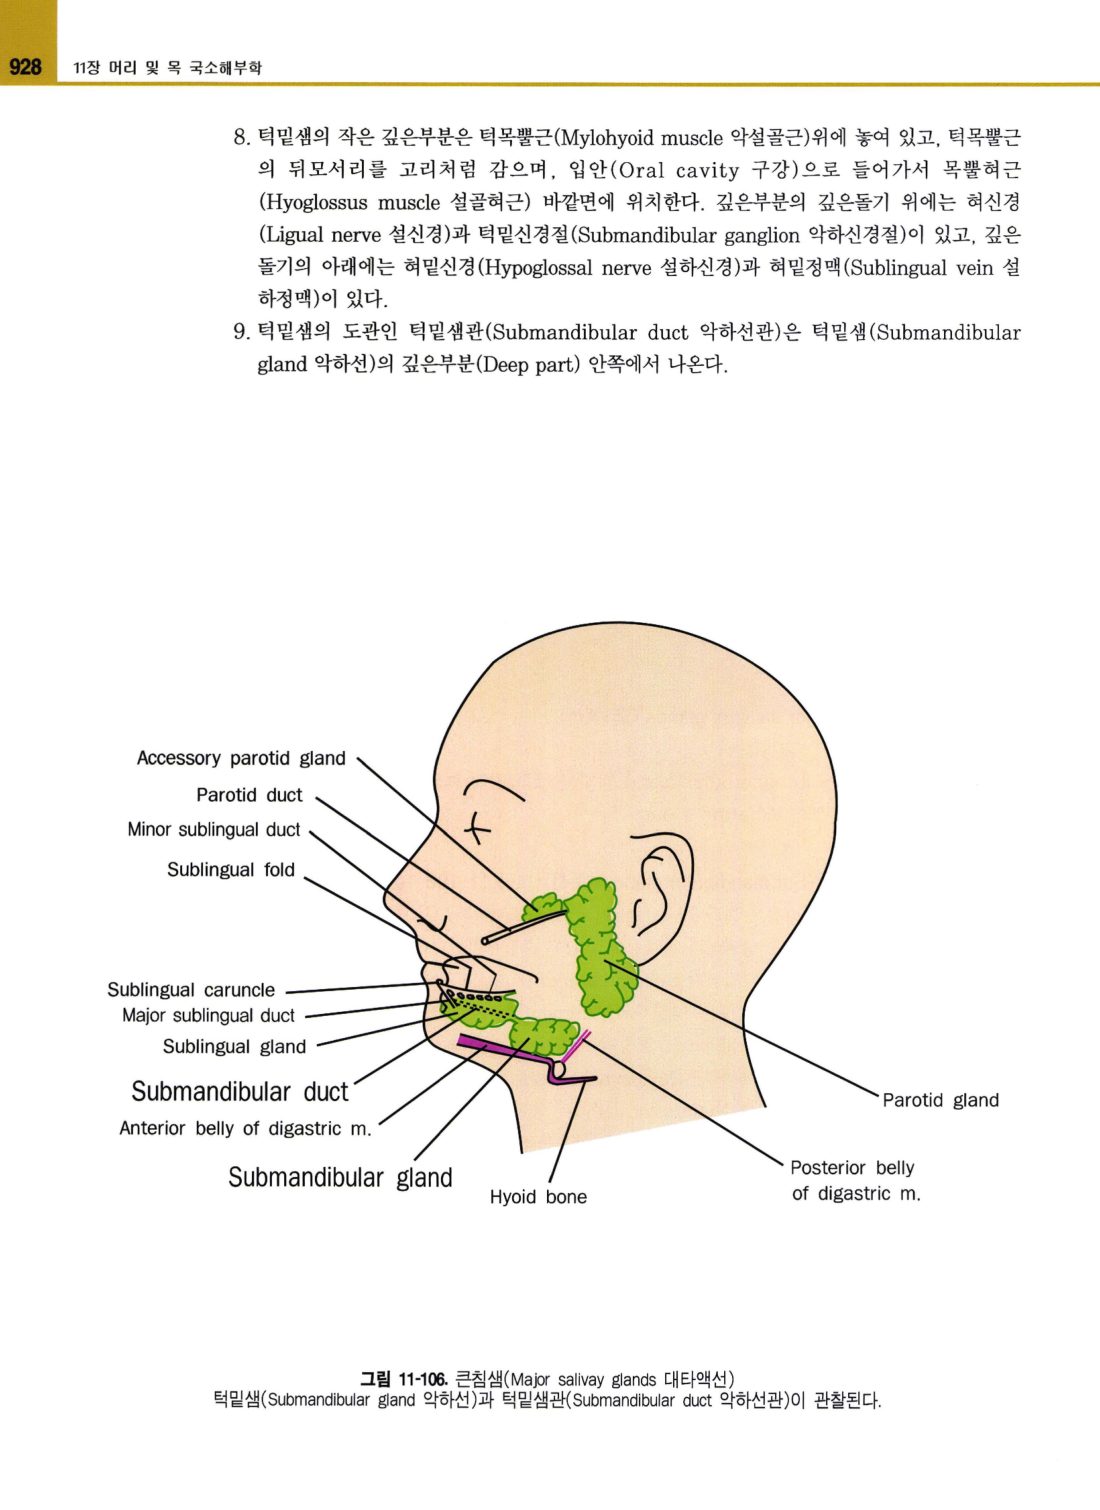 928 11장 머리 및 목 국소해부학
8. 턱밑샘의 작은 깊은부분은 턱목뿔근(Mylohyoid muscle 악설골근)위에 놓여 있고, 턱목뿔근
의 뒤모서리를 고리처럼 감으며, 입안(Oral cavity 구강)으로 들어가서 목뿔혀근
(Hyoglossus muscle 설골혀근) 바깥면에 위치한다. 깊은부분의 깊은돌기 위에는 혀신경
(Ligual nerve 설신경)과 턱밑신경절(Submandibular ganglion 악하신경절)이 있고, 깊은
돌기의 아래에는 혀밑신경(Hypoglossal nerve 설하신경)과 혀밑정맥(Sublingual vein 설
하정맥)이 있다.
9. 턱밑샘의 도관인 턱밑샘관(Submandibular duct 악하선관)은 턱밑샘(Submandibular
gland 악하선)의 깊은부분(Deep part) 안쪽에서 나온다.
Accessory parotid gland
Parotid duct
Minor sublingual duct
Sublingual fold
Sublingual caruncle
Major sublingual duct
Sublingual gland
Submandibular duct
Anterior belly of digastric m.
Submandibular gland
Hyoid bone
Parotid gland
Posterior belly
of digastric m.
그림 11-106. 큰침샘(Major salivay glands 대타액선)
턱밑샘(Submandibular gland 악하선)과 턱밑샘관(Submandibular duct 악하선관)이 관찰된다.